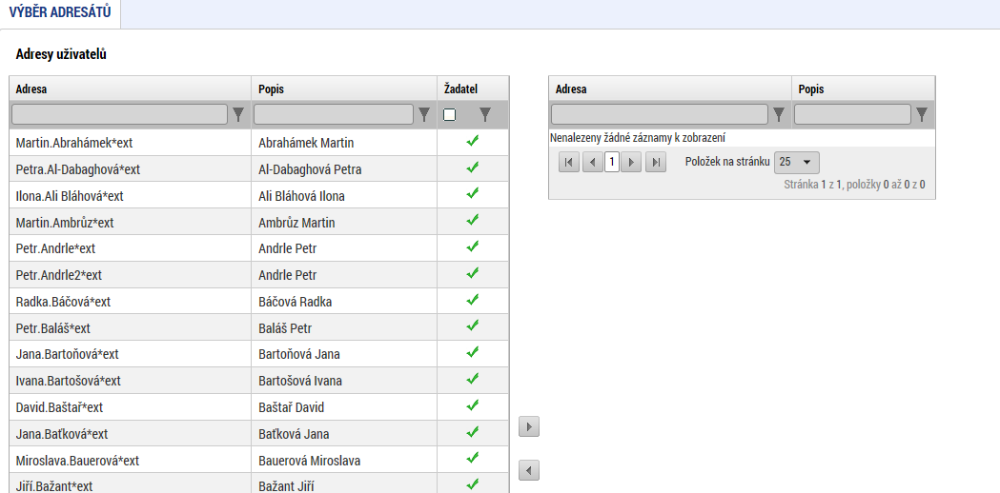 VÝBĚR ADRESÁTŮ
Adresy uživatelů
Adresa Popis Žadatel
Martin.Abrahámek*ext Abrahámek Martin
Petra.Al-Dabaghová*ext Al-Dabaghová Petra
Ilona.Ali Bláhová*ext Ali Bláhová Ilona
Martin.Ambrůz*ext Ambrůz Martin
Petr.Andrle*ext Andrle Petr
Petr.Andrle2*ext Andrle Petr
Radka.Báčová*ext Báčová Radka
Petr.Baláš*ext Baláš Petr
Jana.Bartoňová*ext Bartoňová Jana
Ivana.Bartošová*ext Bartošová Ivana
David.Baštař*ext Baštař David
Jana.Baťková*ext Baťková Jana
Miroslava.Bauerová*ext Bauerová Miroslava
Jiří.Bažant*ext Bažant Jiří
Adresa Popis
Nenalezeny žádné záznamy k zobrazení
1 Položek na stránku 25
Stránka 1 z 1, položky 0 až 0 z 0